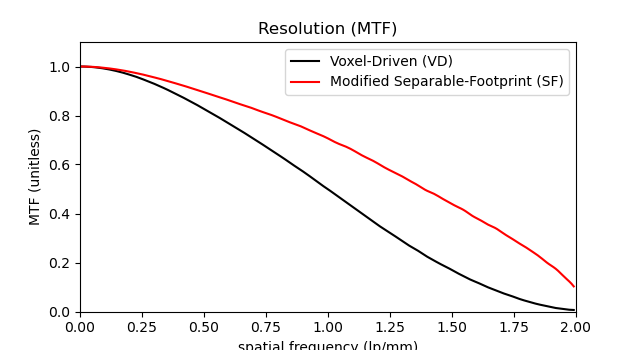 Resolution (MTF)
Voxel-Driven (VD)
Modified Separable-Footprint (SF)
MTF (unitless)
1.0
0.8
0.6
0.4
0.2
0.0
0.00 0.25 0.50 0.75 1.00 1.25 1.50 1.75 2.00
spatial frequency (lp/mm)